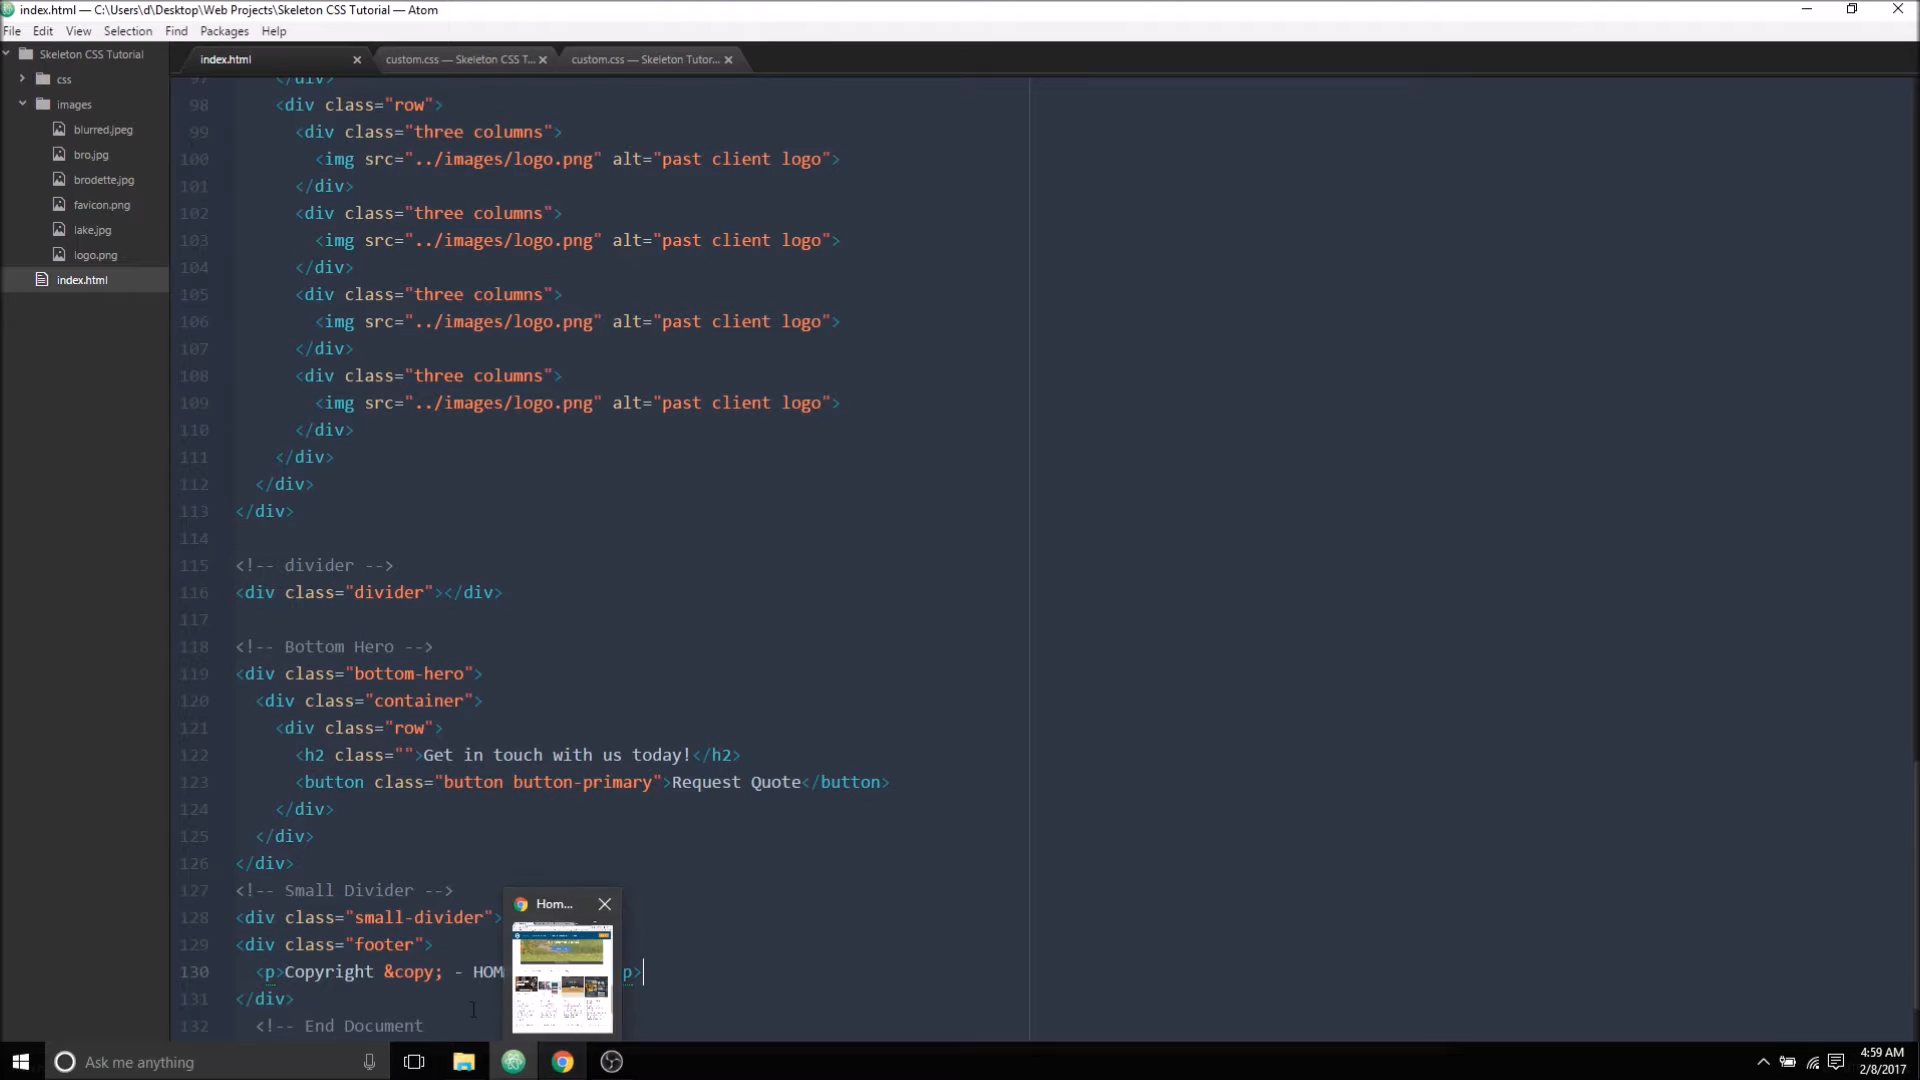 index.html — C:\Users\d\Desktop\Web Projects\Skeleton CSS Tutorial — Atom
File Edit View Selection Find Packages Help
Skeleton CSS Tutorial
css
images
blurred.jpeg
bro.jpg
brodette.jpg
favicon.png
lake.jpg
logo.png
index.html
index.html custom.css — Skeleton CSS T... custom.css — Skeleton Tutor...
97 </div>
98 <div class="row">
99 <div class="three columns">
100 <img src="../images/logo.png" alt="past client logo">
101 </div>
102 <div class="three columns">
103 <img src="../images/logo.png" alt="past client logo">
104 </div>
105 <div class="three columns">
106 <img src="../images/logo.png" alt="past client logo">
107 </div>
108 <div class="three columns">
109 <img src="../images/logo.png" alt="past client logo">
110 </div>
111 </div>
112 </div>
113 </div>
114
115 <!-- divider -->
116 <div class="divider"></div>
117
118 <!-- Bottom Hero -->
119 <div class="bottom-hero">
120 <div class="container">
121 <div class="row">
122 <h2 class="">Get in touch with us today!</h2>
123 <button class="button button-primary">Request Quote</button>
124 </div>
125 </div>
126 </div>
127 <!-- Small Divider -->
128 <div class="small-divider">
129 <div class="footer">
130 <p>Copyright &copy; - HOM p>
131 </div>
132 <!-- End Document
Hom...
Ask me anything
4:59 AM
2/8/2017